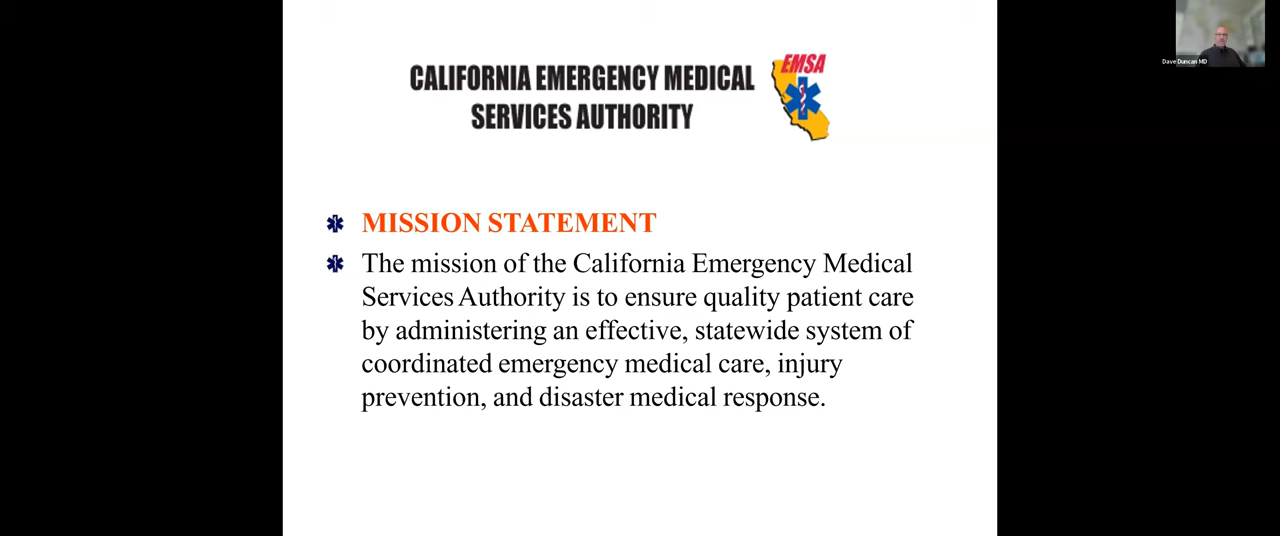 CALIFORNIA EMERGENCY MEDICAL
SERVICES AUTHORITY
EMSA
Dave Duncan MD
MISSION STATEMENT
The mission of the California Emergency Medical
Services Authority is to ensure quality patient care
by administering an effective, statewide system of
coordinated emergency medical care, injury
prevention, and disaster medical response.